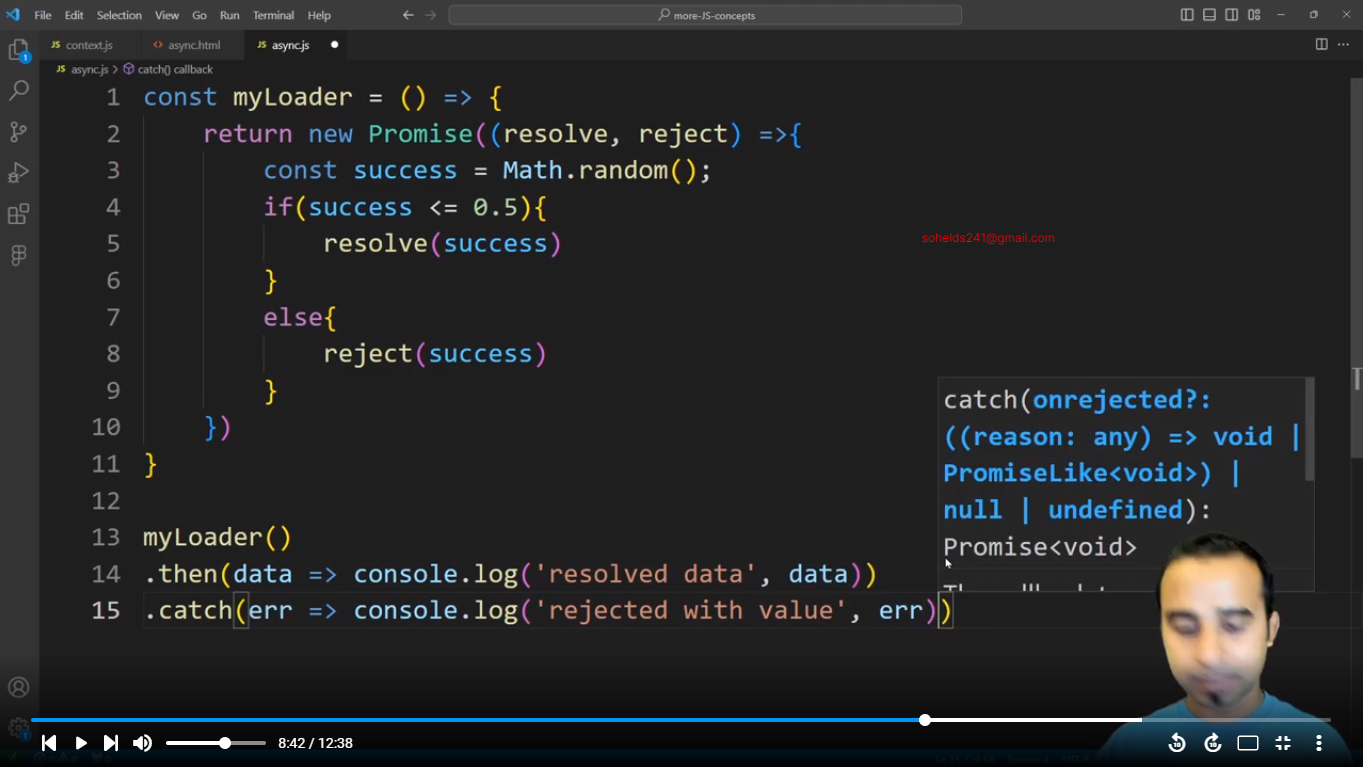 File Edit Selection View Go Run Terminal Help
more-JS-concepts
JS context.js <> async.html JS async.js
JS async.js > catch() callback
1 const myLoader = () => {
2 return new Promise((resolve, reject) =>{
3 const success = Math.random();
4 if(success <= 0.5){
5 resolve(success)
6 }
7 else{
8 reject(success)
9 }
10 })
11 }
12
13 myLoader()
14 .then(data => console.log('resolved data', data))
15 .catch(err => console.log('rejected with value', err))
sohelds241@gmail.com
catch(onrejected?:
((reason: any) => void |
PromiseLike<void>) |
null | undefined):
Promise<void>
1
1
8:42 / 12:38
10
10